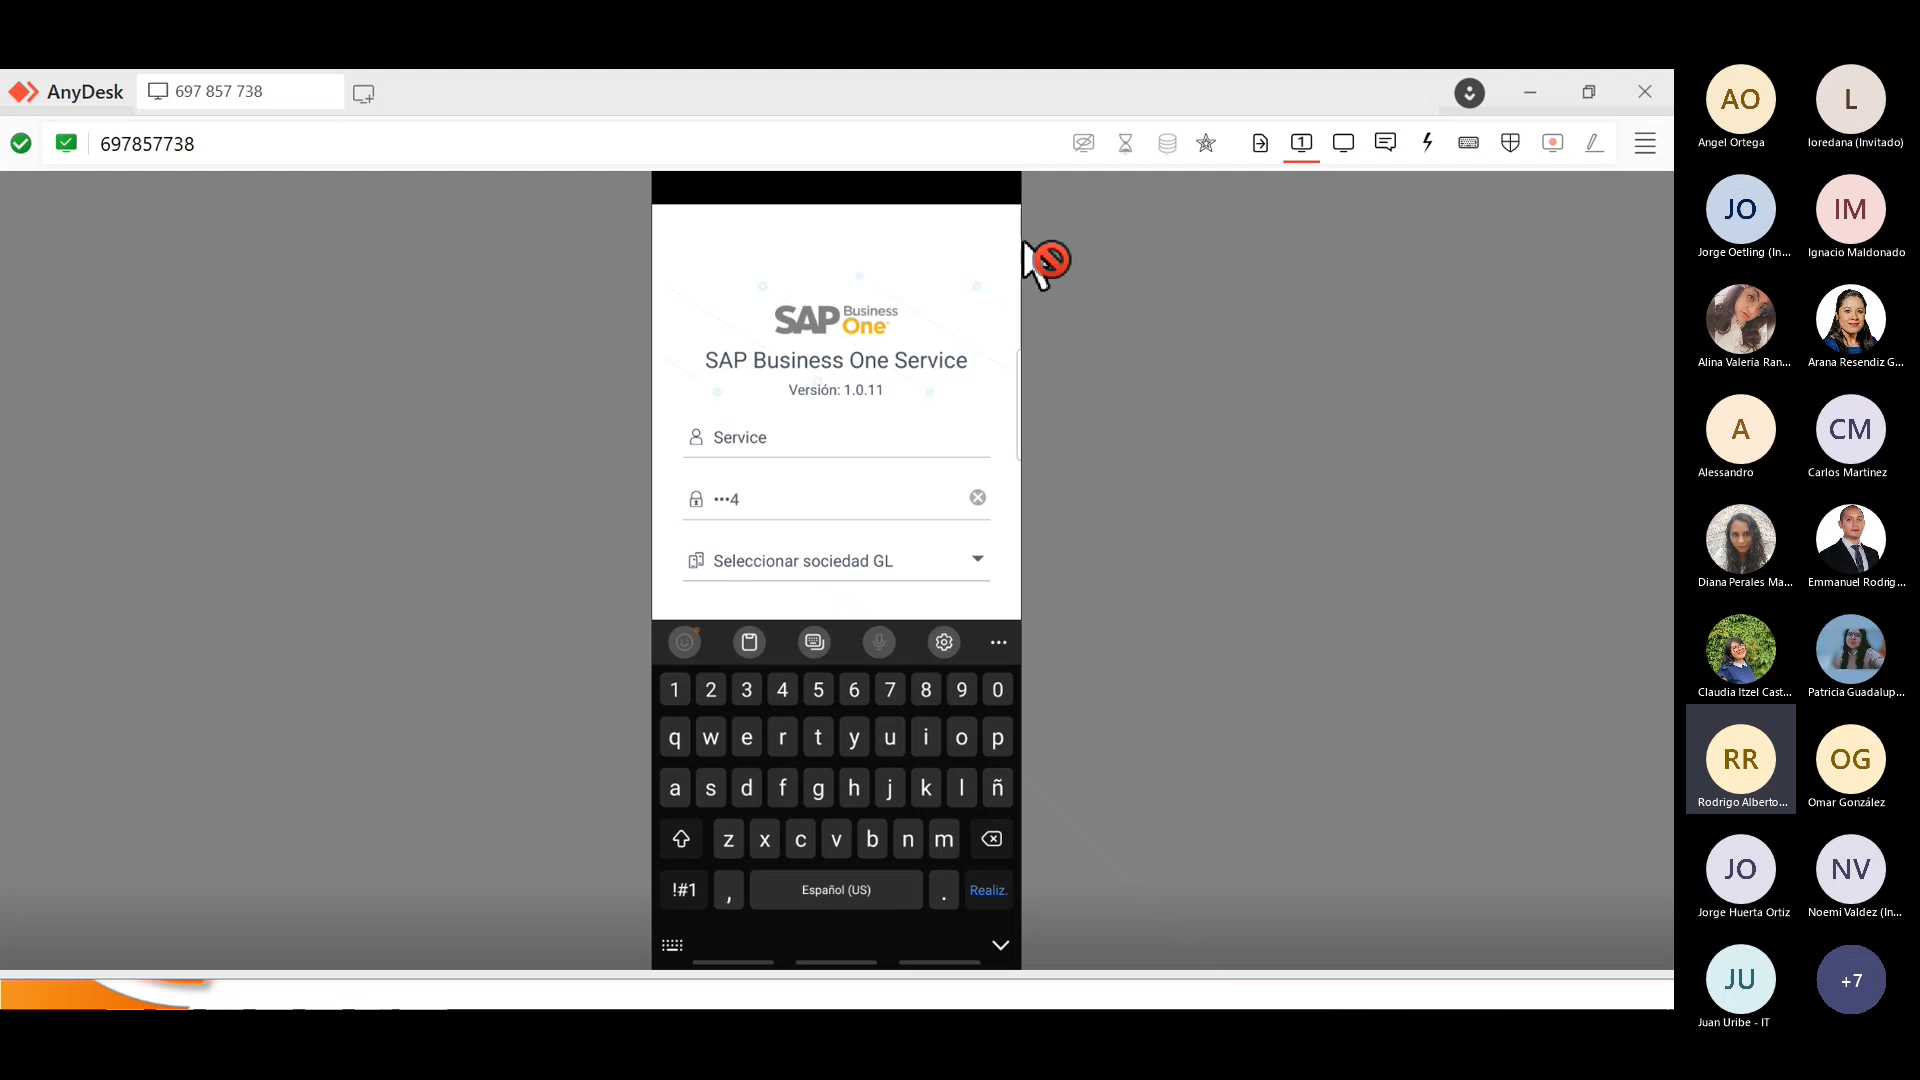 AnyDesk
697 857 738
697857738
1
SAP Business One
SAP Business One Service
Versión: 1.0.11
Service
•••4
Seleccionar sociedad GL
1 2 3 4 5 6 7 8 9 0
q w e r t y u i o p
a s d f g h j k l ñ
z x c v b n m
!#1 , Español (US) . Realiz.
AO L
Angel Ortega loredana (Invitado)
JO IM
Jorge Oetling (In... Ignacio Maldonado
Alina Valeria Ran... Arana Resendiz G...
A CM
Alessandro Carlos Martinez
Diana Perales Ma... Emmanuel Rodrig...
Claudia Itzel Cast... Patricia Guadalup...
RR OG
Rodrigo Alberto... Omar González
JO NV
Jorge Huerta Ortiz Noemí Valdez (In...
JU +7
Juan Uribe - IT